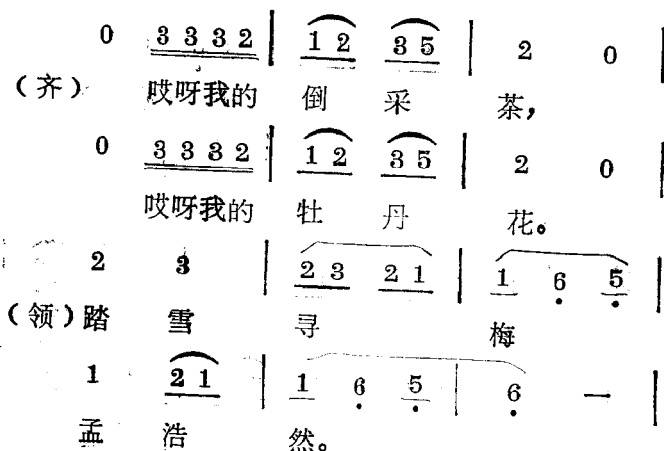 0 3 3 3 2 | 1 2 3 5 | 2 0 |
（齐） 哎呀我的 倒 采 茶，
0 3 3 3 2 | 1 2 3 5 | 2 0 |
哎呀我的 牡 丹 花。
2 3 | 2 3 2 1 | 1 6 5 |
（领）踏 雪 寻 梅
1 2 1 | 1 6 5 | 6 — |
孟 浩 然。